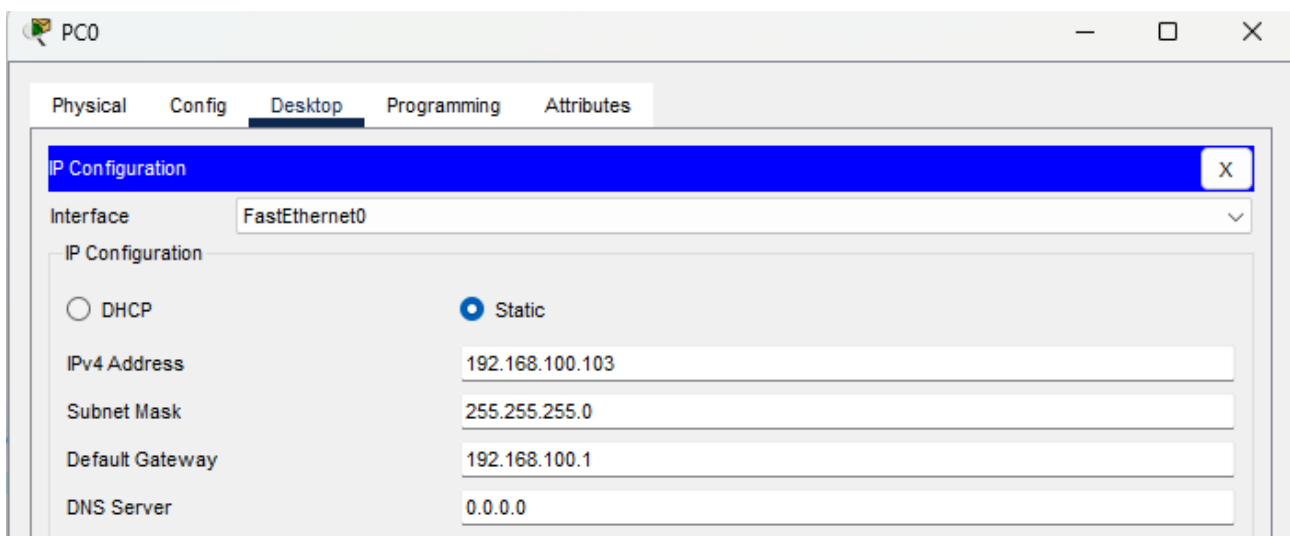 PC0
Physical Config Desktop Programming Attributes
IP Configuration X
Interface FastEthernet0
IP Configuration
DHCP Static
IPv4 Address 192.168.100.103
Subnet Mask 255.255.255.0
Default Gateway 192.168.100.1
DNS Server 0.0.0.0